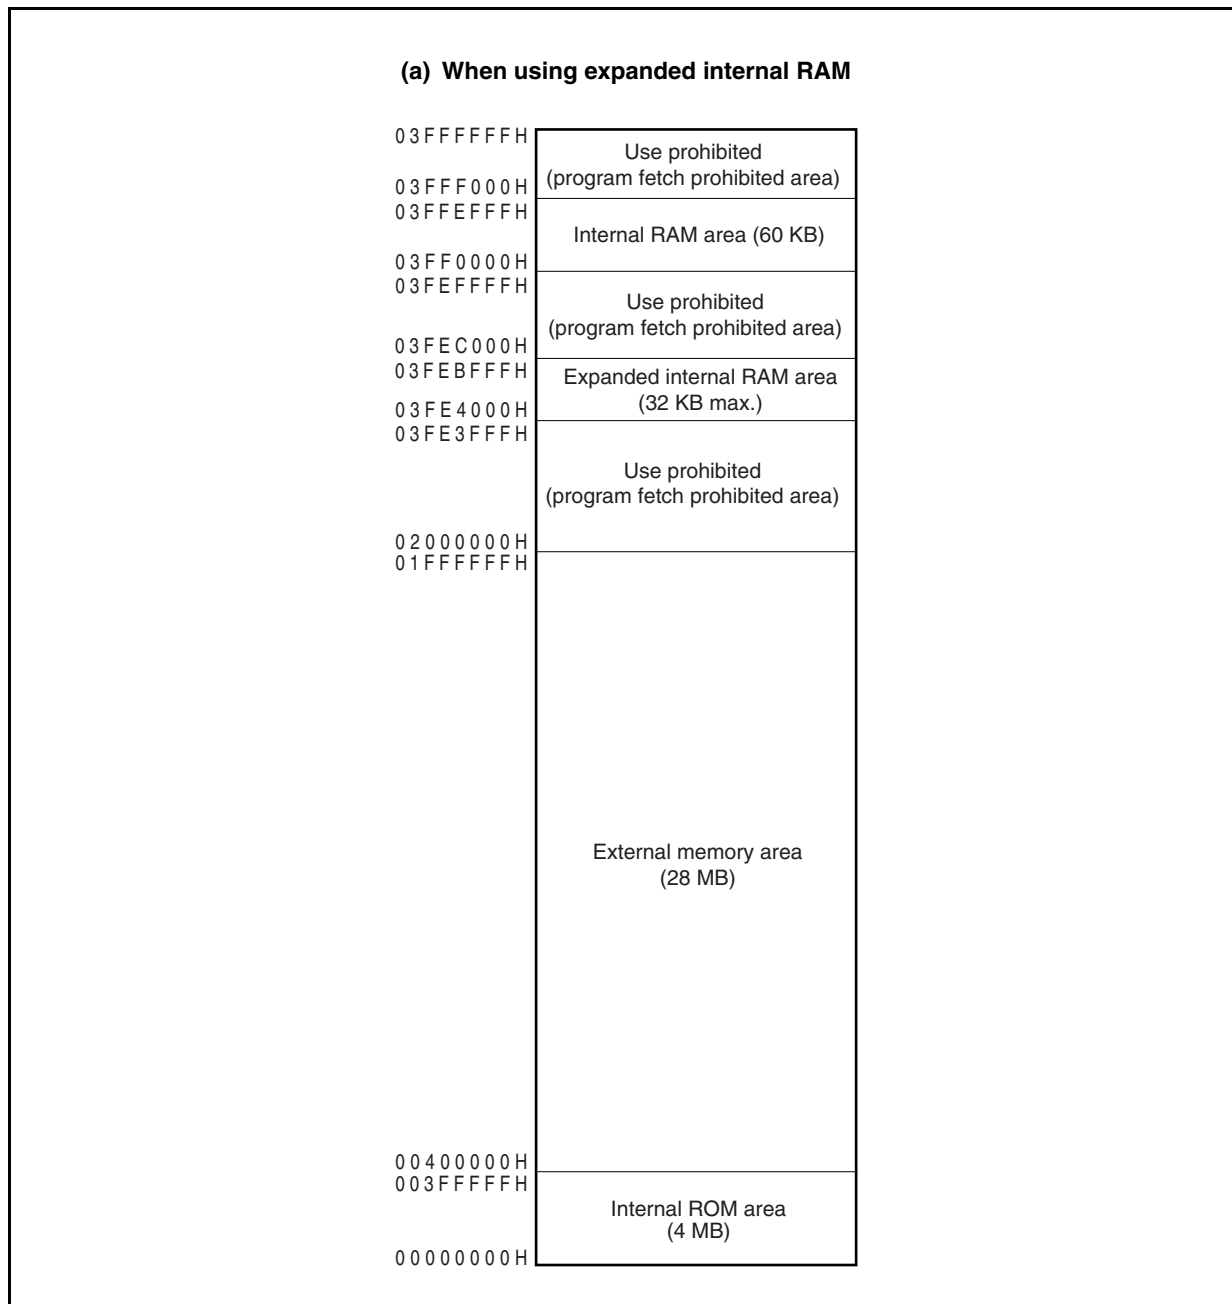 (a) When using expanded internal RAM
03FFFFFFH
Use prohibited
(program fetch prohibited area)
03FFF000H
03FFEFFFH
Internal RAM area (60 KB)
03FF0000H
03FEFFFFH
Use prohibited
(program fetch prohibited area)
03FEC000H
03FEBFFFH
Expanded internal RAM area
(32 KB max.)
03FE4000H
03FE3FFFH
Use prohibited
(program fetch prohibited area)
02000000H
01FFFFFFH
External memory area
(28 MB)
00400000H
003FFFFFH
Internal ROM area
(4 MB)
00000000H